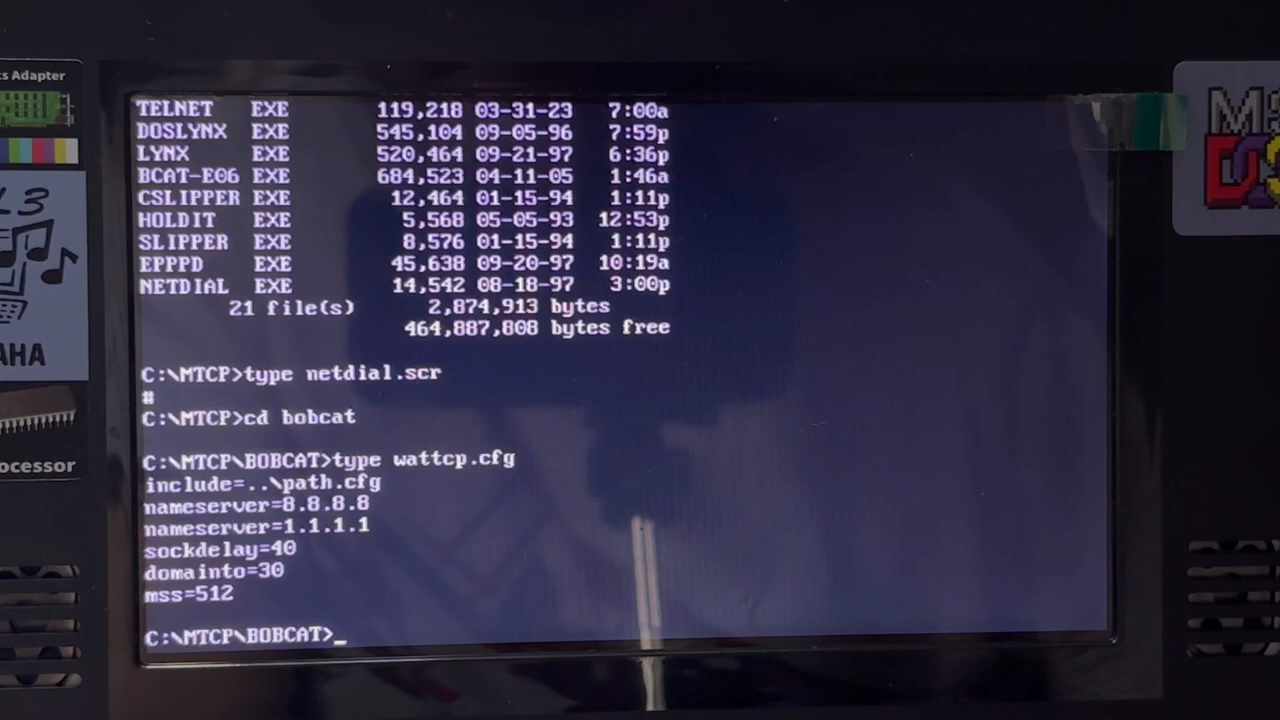 s Adapter
TELNET EXE 119,218 03-31-23 7:00a
DOSLYNX EXE 545,104 09-05-96 7:59p
LYNX EXE 520,464 09-21-97 6:36p
BCAT-E06 EXE 684,523 04-11-05 1:46a
CSLIPPER EXE 12,464 01-15-94 1:11p
HOLDIT EXE 5,568 05-05-93 12:53p
SLIPPER EXE 8,576 01-15-94 1:11p
EPPPD EXE 45,638 09-20-97 10:19a
NETDIAL EXE 14,542 08-18-97 3:00p
21 file(s) 2,874,913 bytes
464,887,808 bytes free
C:\MTCP>type netdial.scr
#
C:\MTCP>cd bobcat
C:\MTCP\BOBCAT>type wattcp.cfg
include=..\path.cfg
nameserver=8.8.8.8
nameserver=1.1.1.1
sockdelay=40
domainto=30
mss=512
C:\MTCP\BOBCAT>_
L3
AHA
ocessor